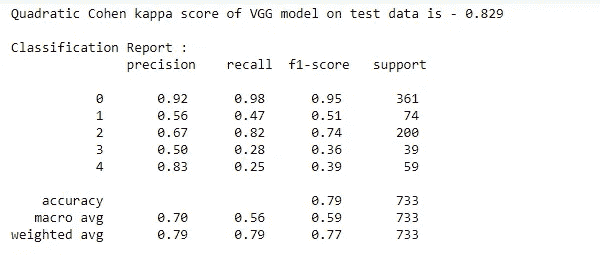 Quadratic Cohen kappa score of VGG model on test data is - 0.829
Classification Report :
precision recall f1-score support
0 0.92 0.98 0.95 361
1 0.56 0.47 0.51 74
2 0.67 0.82 0.74 200
3 0.50 0.28 0.36 39
4 0.83 0.25 0.39 59
accuracy 0.79 733
macro avg 0.70 0.56 0.59 733
weighted avg 0.79 0.79 0.77 733